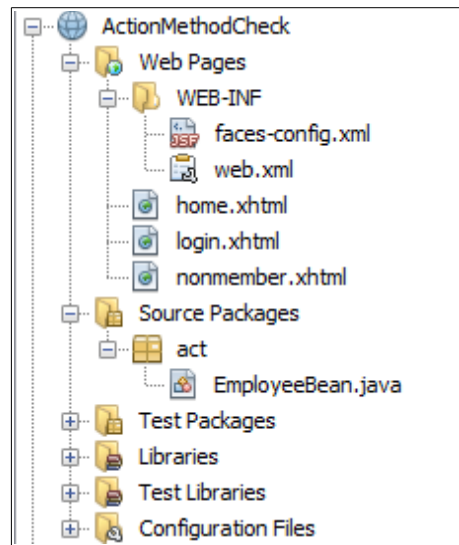 ActionMethodCheck
Web Pages
WEB-INF
faces-config.xml
web.xml
home.xhtml
login.xhtml
nonmember.xhtml
Source Packages
act
EmployeeBean.java
Test Packages
Libraries
Test Libraries
Configuration Files